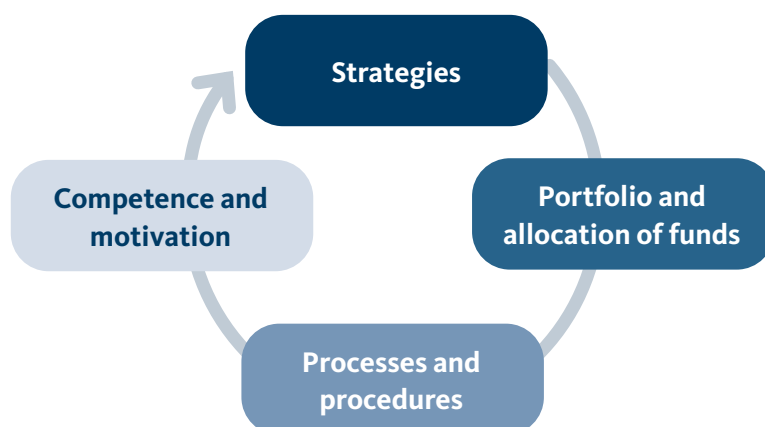 Strategies
Portfolio and
allocation of funds
Processes and
procedures
Competence and
motivation